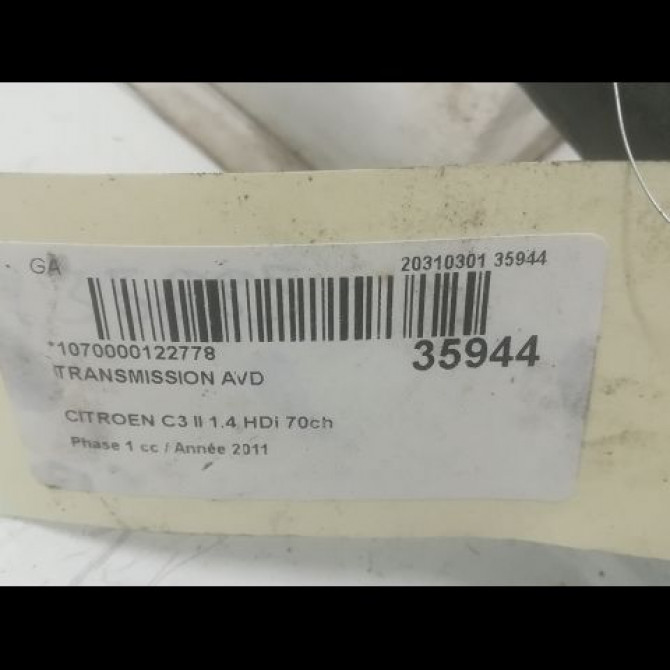 GA 20310301 35944
*1070000122778 35944
TRANSMISSION AVD
CITROEN C3 II 1.4 HDi 70ch
Phase 1 cc / Année 2011